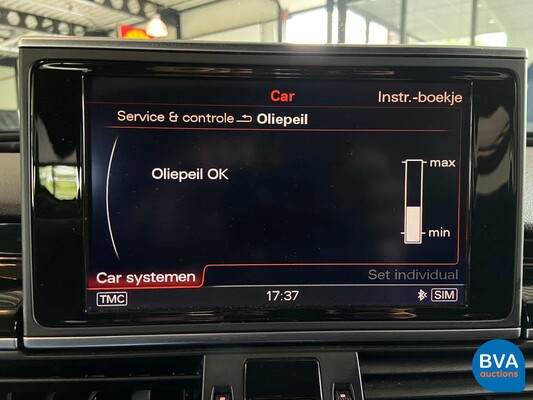 Car
Instr.-boekje
Service & controle Oliepeil
Oliepeil OK
max
min
Car systemen
Set individual
TMC
17:37
SIM
BVA
auctions